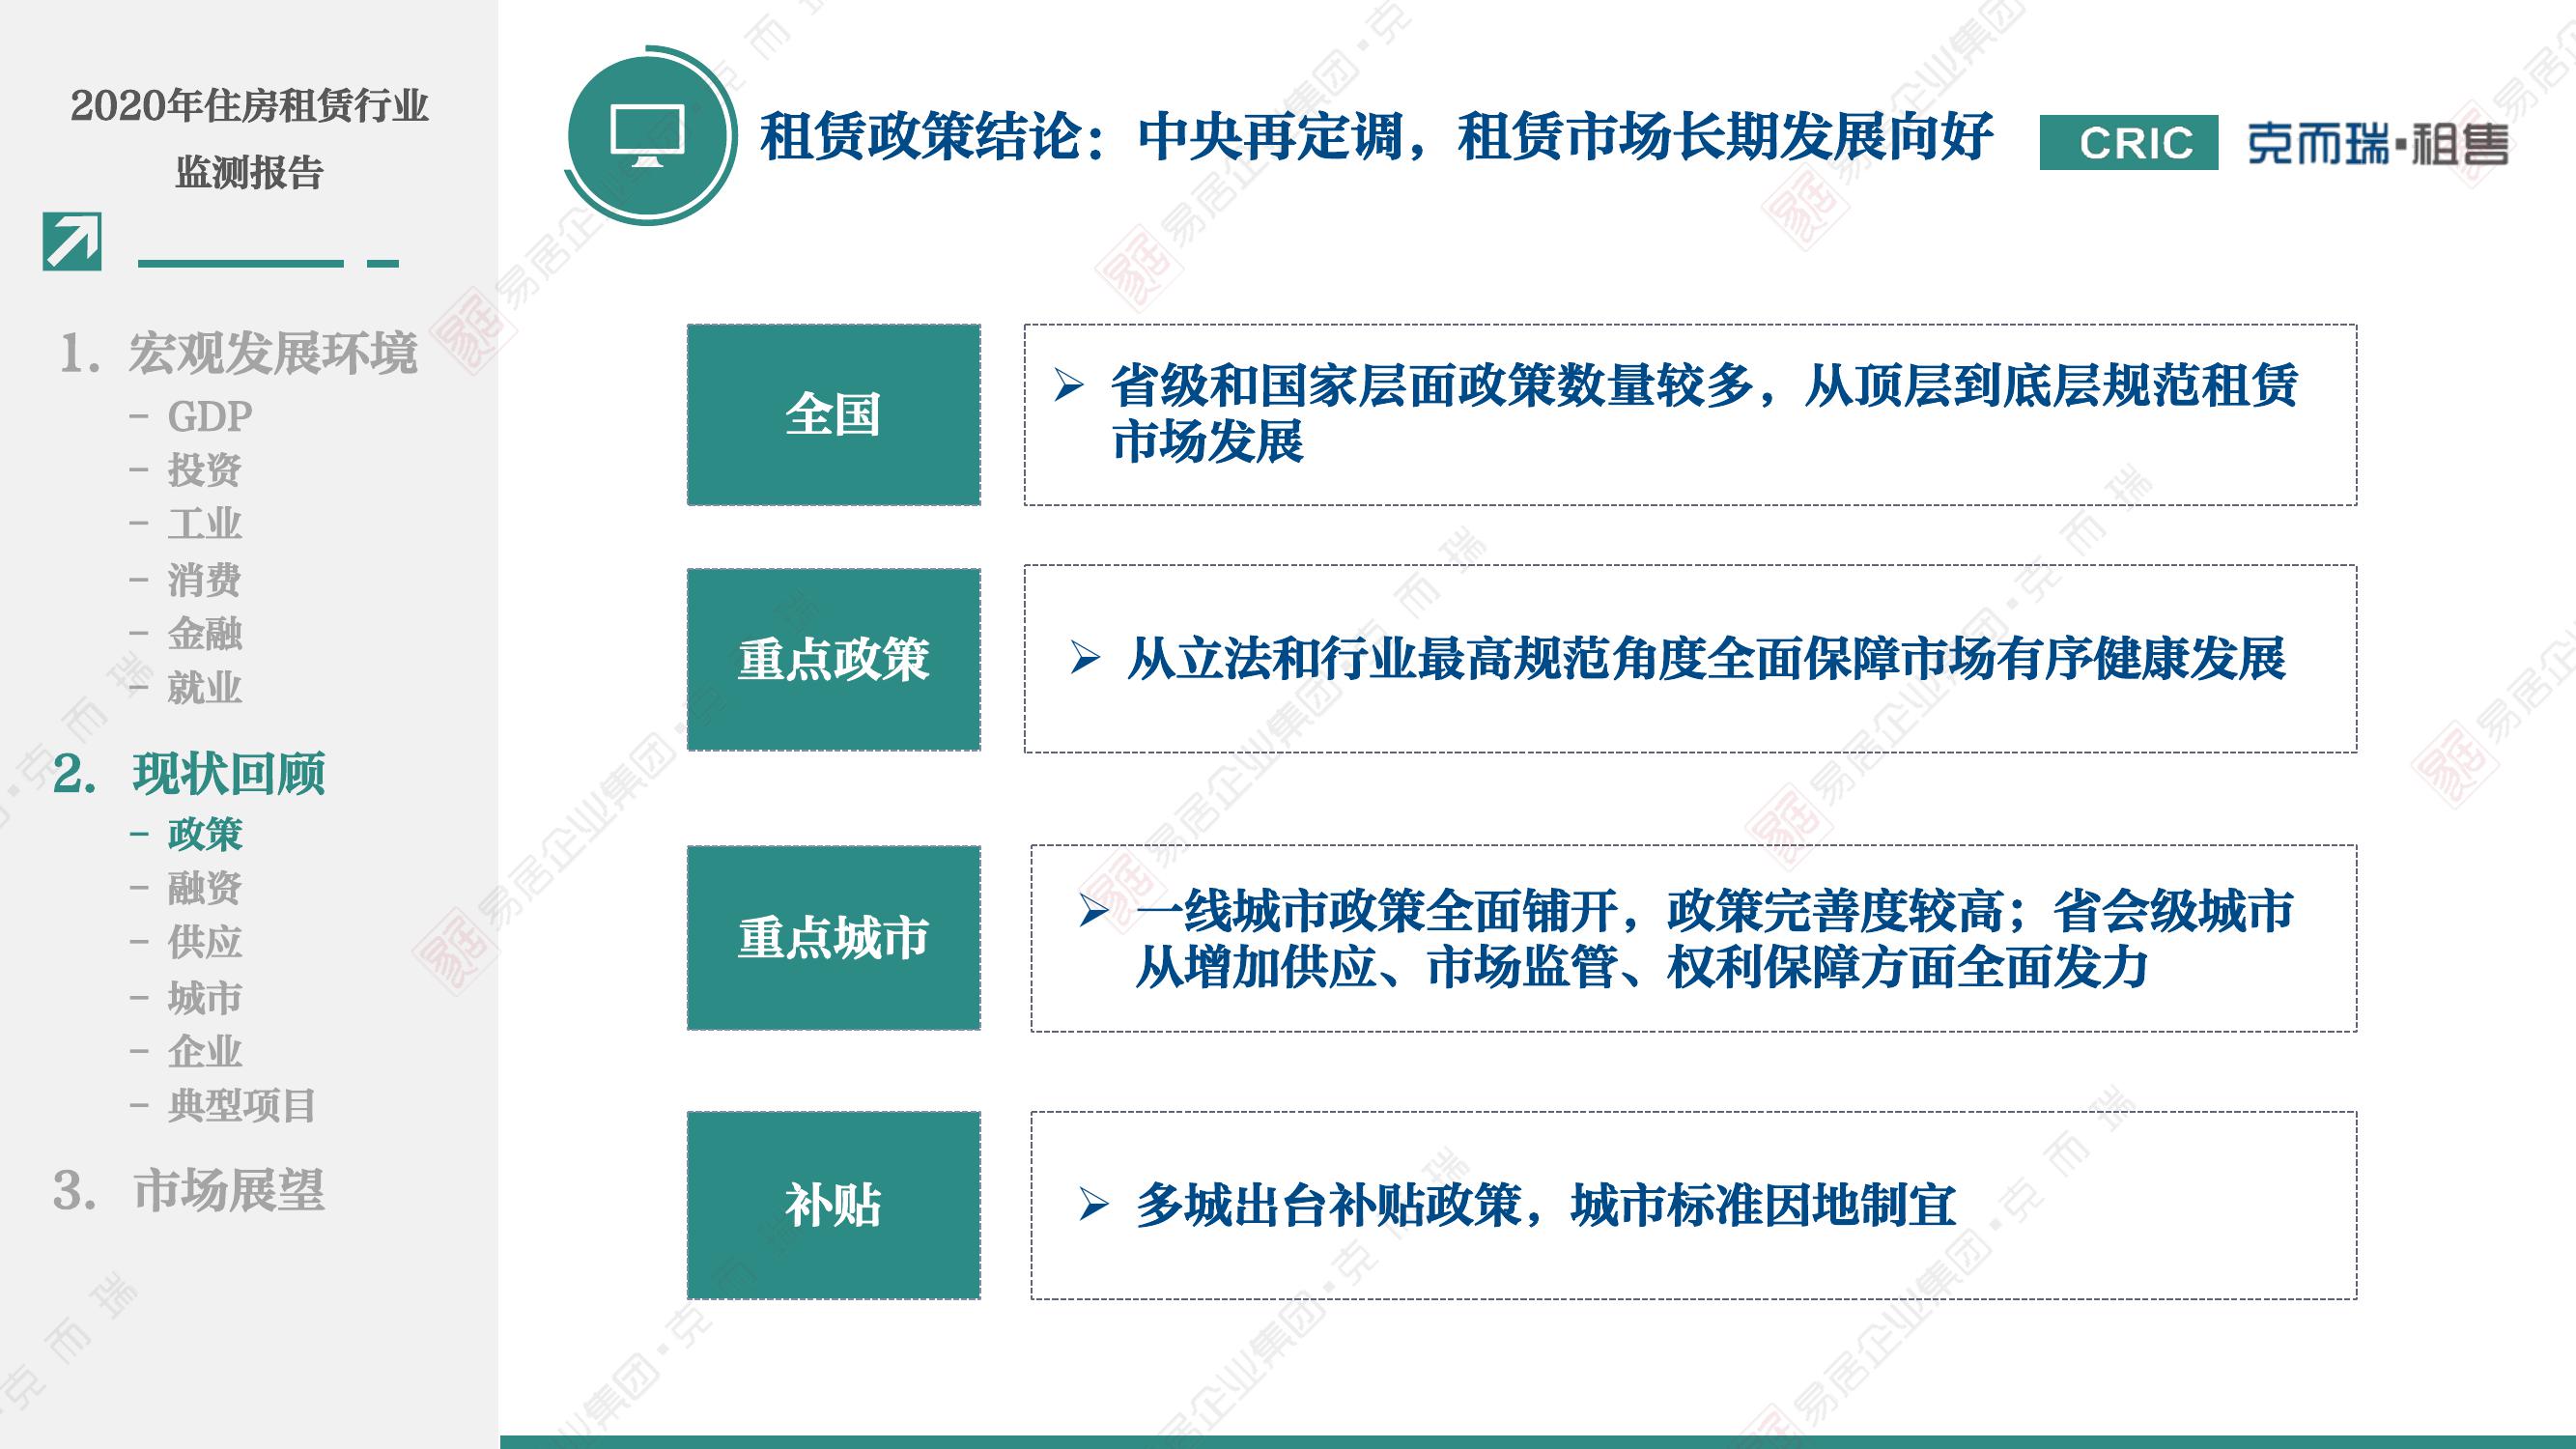 2020年住房租赁行业
监测报告
1. 宏观发展环境
- GDP
- 投资
- 工业
- 消费
- 金融
- 就业
2. 现状回顾
- 政策
- 融资
- 供应
- 城市
- 企业
- 典型项目
3. 市场展望
租赁政策结论：中央再定调，租赁市场长期发展向好
CRIC 克而瑞·租售
全国
➢ 省级和国家层面政策数量较多，从顶层到底层规范租赁
市场发展
重点政策
➢ 从立法和行业最高规范角度全面保障市场有序健康发展
重点城市
➢ 一线城市政策全面铺开，政策完善度较高；省会级城市
从增加供应、市场监管、权利保障方面全面发力
补贴
➢ 多城出台补贴政策，城市标准因地制宜
易居企业集团·克而瑞